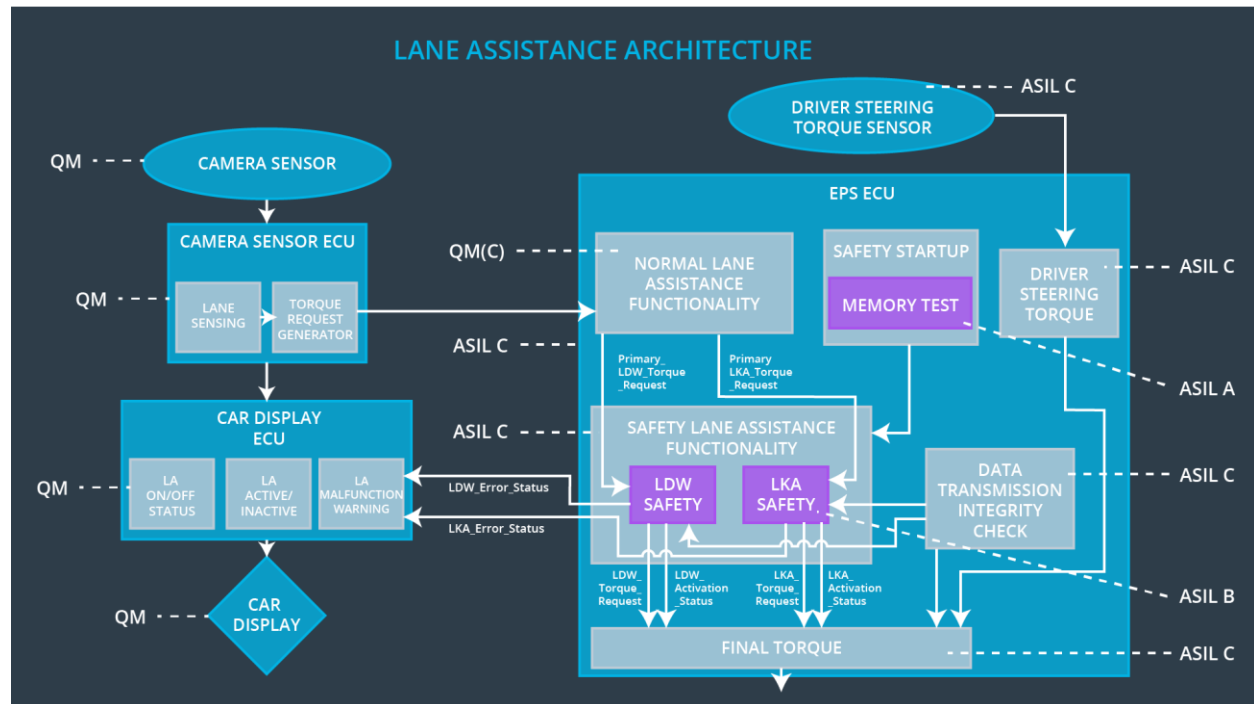 LANE ASSISTANCE ARCHITECTURE
ASIL C
DRIVER STEERING
TORQUE SENSOR
QM
CAMERA SENSOR
EPS ECU
CAMERA SENSOR ECU
QM
LANE
SENSING
TORQUE
REQUEST
GENERATOR
QM(C)
NORMAL LANE
ASSISTANCE
FUNCTIONALITY
SAFETY STARTUP
MEMORY TEST
DRIVER
STEERING
TORQUE
ASIL C
ASIL C
Primary_
LDW_Torque
_Request
Primary
LKA_Torque
_Request
ASIL A
CAR DISPLAY
ECU
QM
LA
ON/OFF
STATUS
LA
ACTIVE/
INACTIVE
LA
MALFUNCTION
WARNING
ASIL C
SAFETY LANE ASSISTANCE
FUNCTIONALITY
LDW_Error_Status
LKA_Error_Status
LDW
SAFETY
LKA
SAFETY
DATA
TRANSMISSION
INTEGRITY
CHECK
ASIL C
LDW_
Torque_
Request
LDW_
Activation
_Status
LKA_
Torque_
Request
LKA_
Activation
_Status
ASIL B
QM
CAR
DISPLAY
FINAL TORQUE
ASIL C